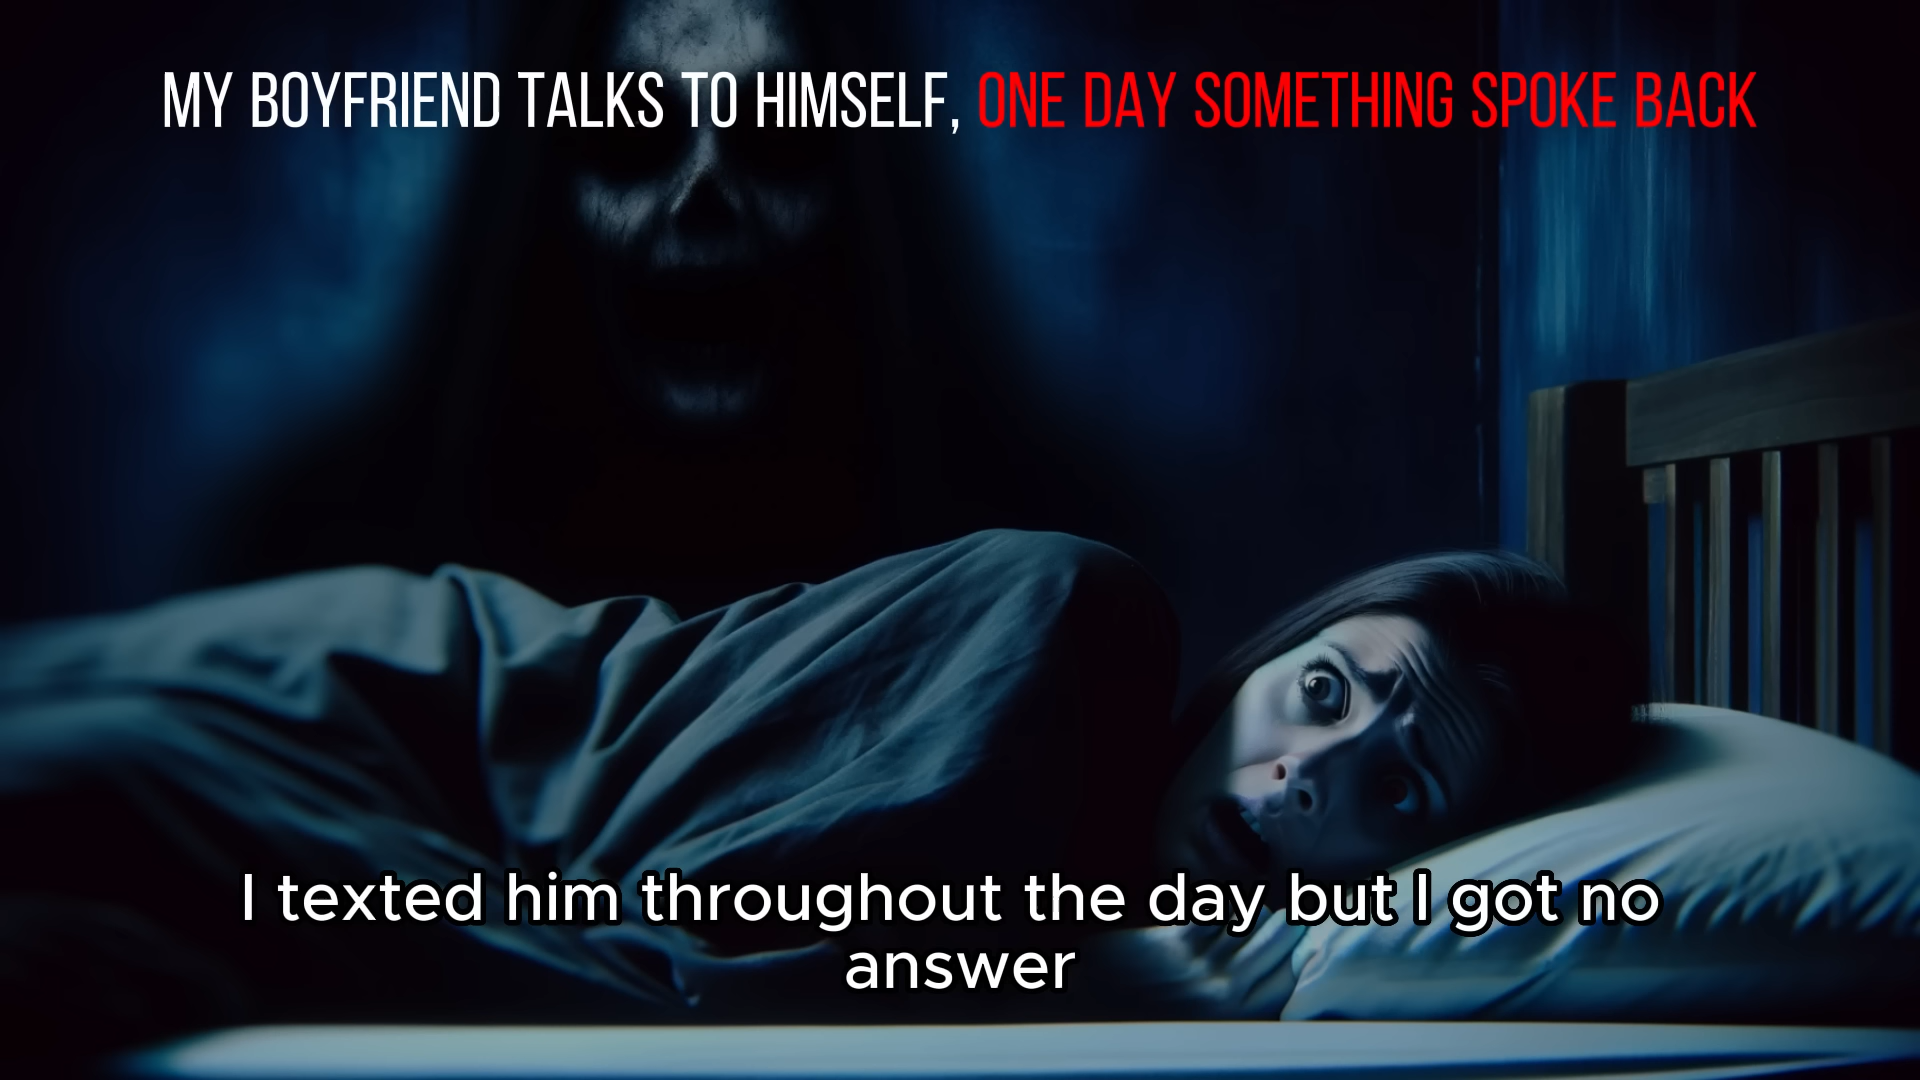 MY BOYFRIEND TALKS TO HIMSELF, ONE DAY SOMETHING SPOKE BACK
I texted him throughout the day but I got no
answer